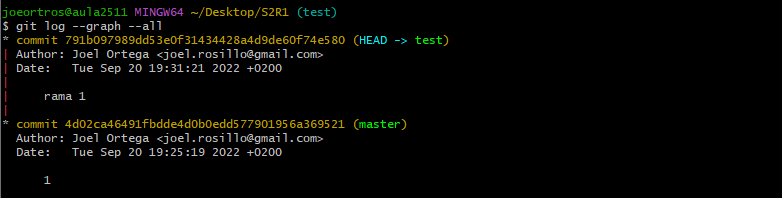 joeortros@aula2511 MINGW64 ~/Desktop/S2R1 (test)
$ git log --graph --all
* commit 791b097989dd53e0f31434428a4d9de60f74e580 (HEAD -> test)
| Author: Joel Ortega <joel.rosillo@gmail.com>
| Date:   Tue Sep 20 19:31:21 2022 +0200
|
|     rama 1
|
* commit 4d02ca46491fbdde4d0b0edd577901956a369521 (master)
  Author: Joel Ortega <joel.rosillo@gmail.com>
  Date:   Tue Sep 20 19:25:19 2022 +0200

      1